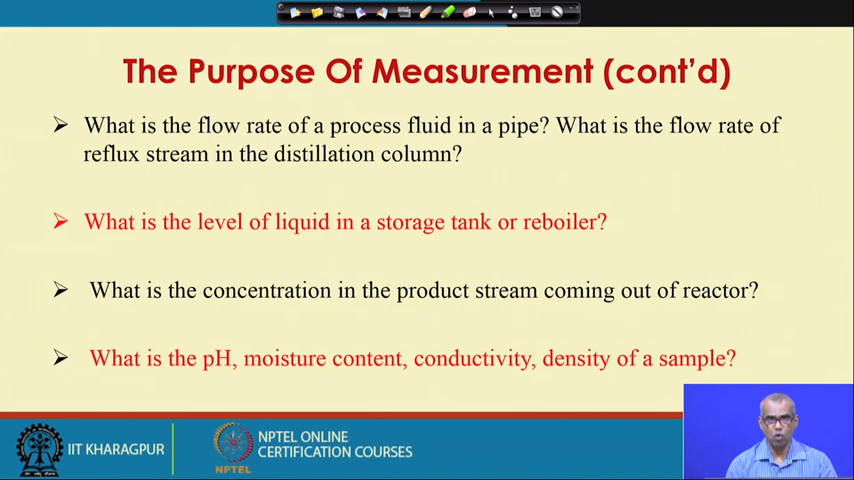 The Purpose Of Measurement (cont'd)
➢ What is the flow rate of a process fluid in a pipe? What is the flow rate of
reflux stream in the distillation column?
➢ What is the level of liquid in a storage tank or reboiler?
➢ What is the concentration in the product stream coming out of reactor?
➢ What is the pH, moisture content, conductivity, density of a sample?
IIT KHARAGPUR
NPTEL
NPTEL ONLINE
CERTIFICATION COURSES